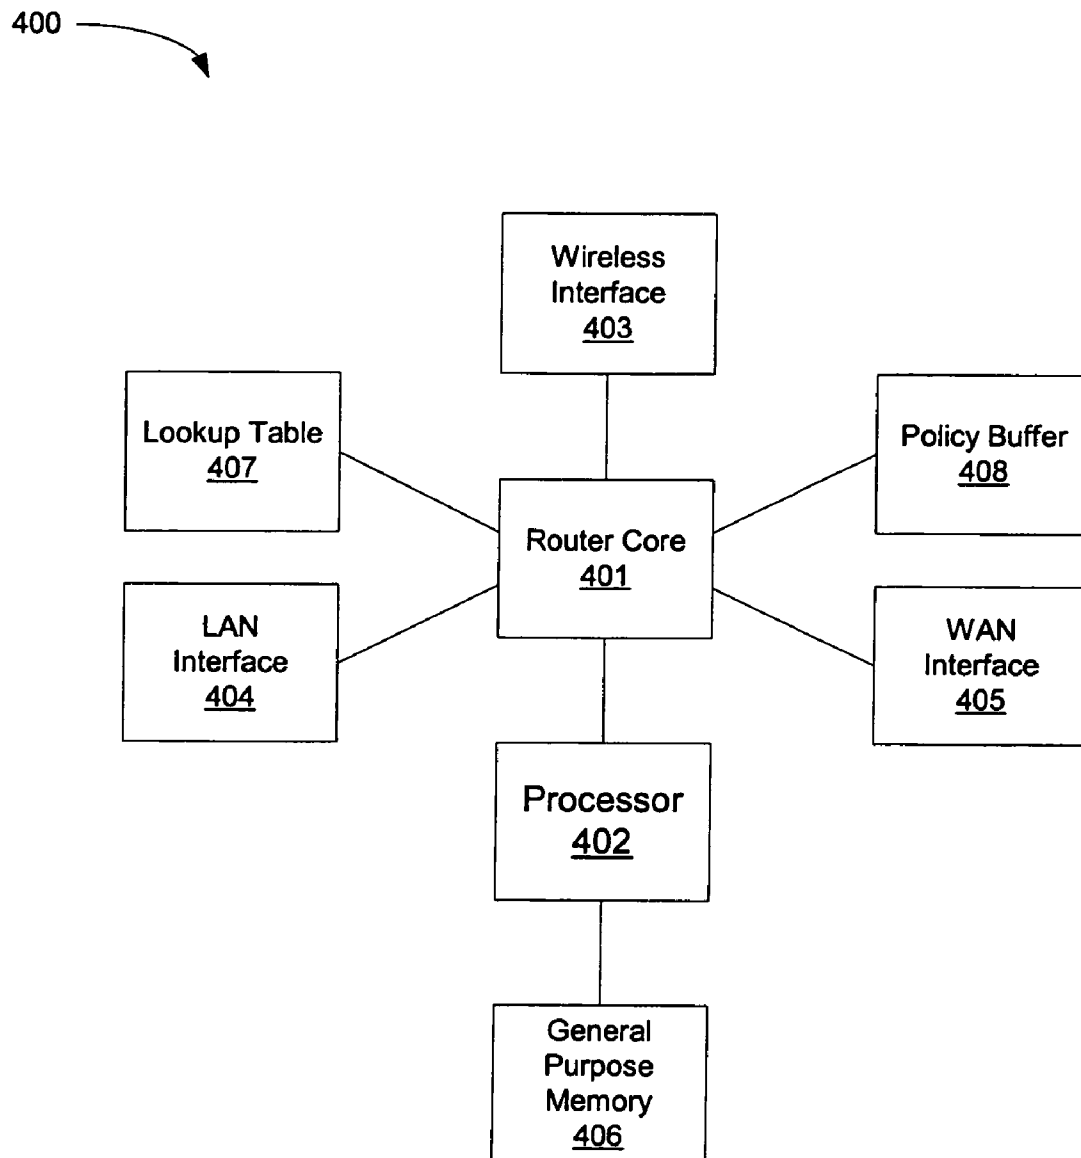 400
Wireless
Interface
403
Lookup Table
407
Policy Buffer
408
Router Core
401
LAN
Interface
404
WAN
Interface
405
Processor
402
General
Purpose
Memory
406